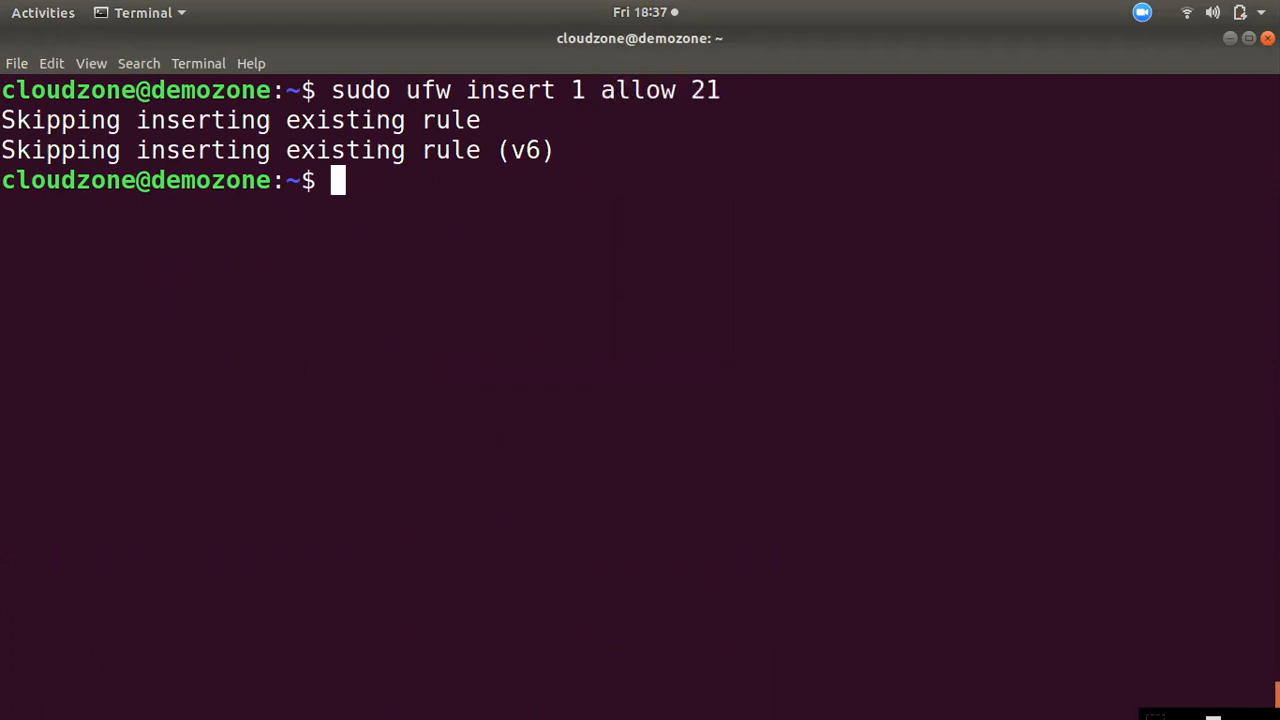 Activities Terminal Fri 18:37
cloudzone@demozone: ~
File Edit View Search Terminal Help
cloudzone@demozone:~$ sudo ufw insert 1 allow 21
Skipping inserting existing rule
Skipping inserting existing rule (v6)
cloudzone@demozone:~$